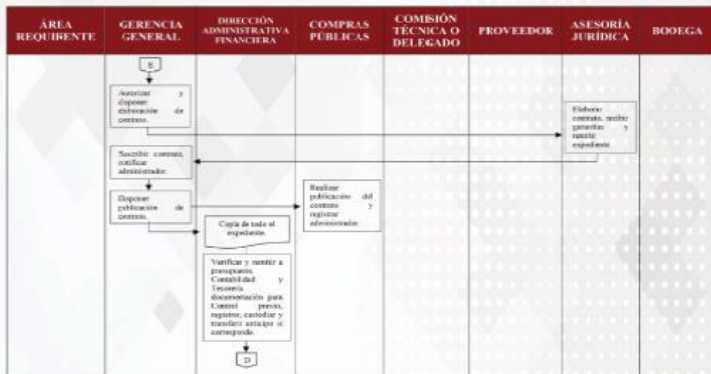 ÁREA
REQUIRENTE
GERENCIA
GENERAL
DIRECCIÓN
ADMINISTRATIVA
FINANCIERA
COMPRAS
PÚBLICAS
COMISIÓN
TÉCNICA O
DELEGADO
PROVEEDOR
ASESORÍA
JURÍDICA
BODEGA
E
Autorizar y
disponer
elaboración de
contrato.
Elaborar
contrato, recibir
garantías y
remitir
expediente.
Suscribir contrato,
notificar
administrador.
Disponer
publicación de
contrato.
Realizar
publicación del
contrato y
registrar
administrador.
Copia de todo el
expediente.
Verificar y remitir a
presupuesto,
Contabilidad y
Tesorería
documentación para
Control previo,
registrar, custodiar y
transferir anticipo si
corresponde.
D